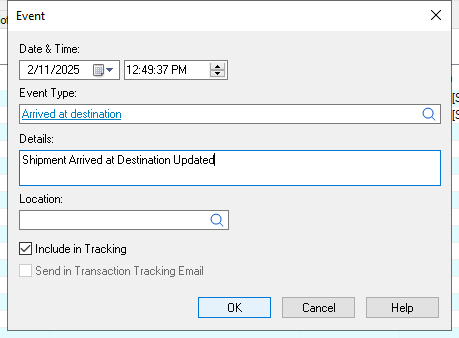 Event
Date & Time:
2/11/2025 12:49:37 PM
Event Type:
Arrived at destination
Details:
Shipment Arrived at Destination Updated
Location:
Include in Tracking
Send in Transaction Tracking Email
OK Cancel Help